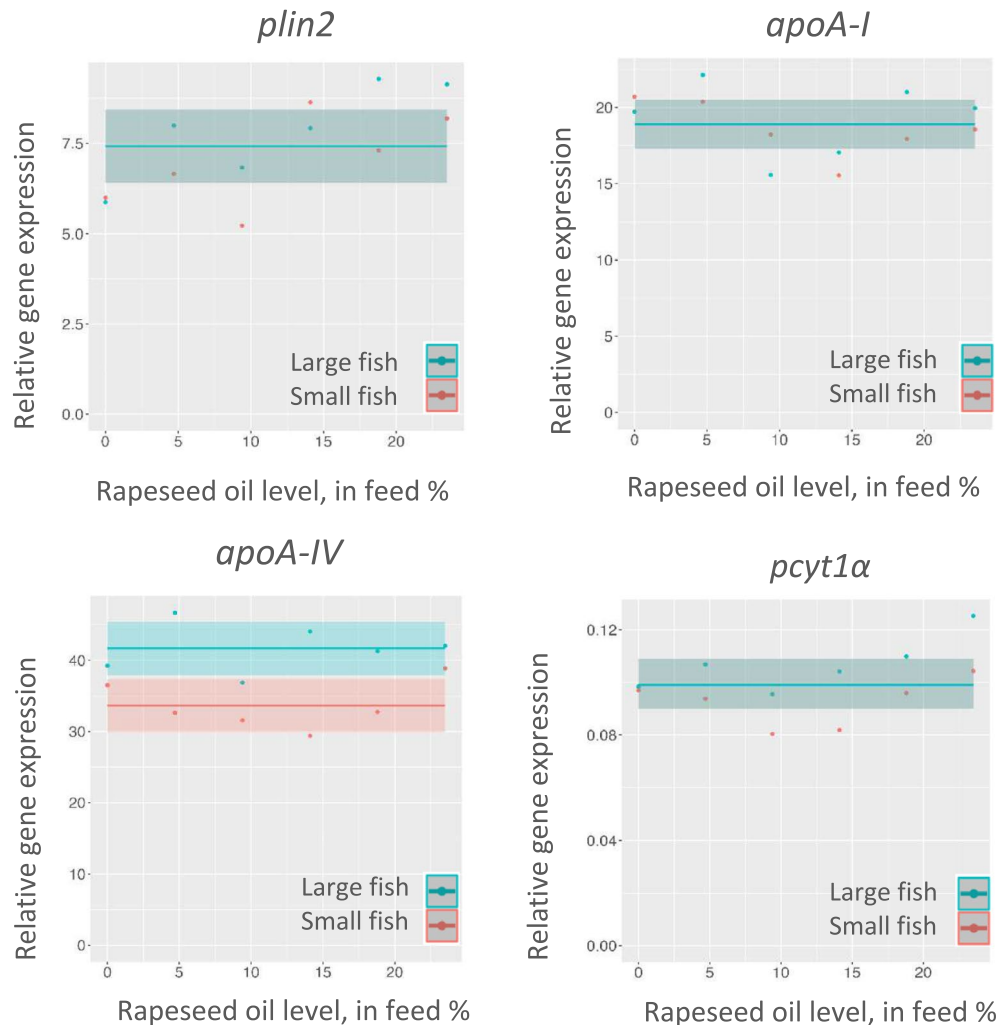 plin2
Relative gene expression
7.5
5.0
2.5
0.0
Large fish
Small fish
0 5 10 15 20
Rapeseed oil level, in feed %
apoA-I
Relative gene expression
20
15
10
5
0
Large fish
Small fish
0 5 10 15 20
Rapeseed oil level, in feed %
apoA-IV
Relative gene expression
40
30
20
10
0
Large fish
Small fish
0 5 10 15 20
Rapeseed oil level, in feed %
pcyt1α
Relative gene expression
0.12
0.08
0.04
0.00
Large fish
Small fish
0 5 10 15 20
Rapeseed oil level, in feed %